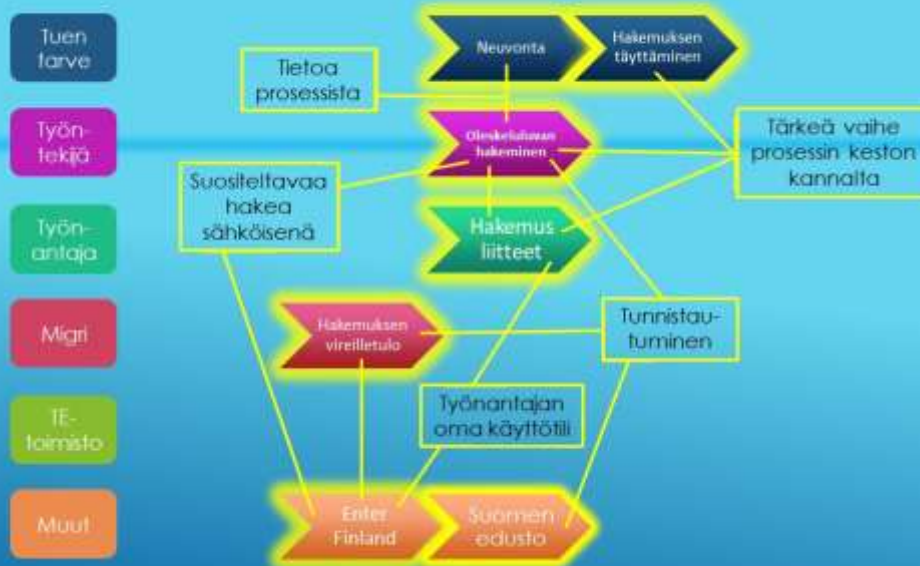 Tuen
tarve
Neuvonta
Hakemuksen
täyttäminen
Tietoa
prosessista
Työn-
tekijä
Oleskeluluvan
hakeminen
Tärkeä vaihe
prosessin keston
kannalta
Suositeltavaa
hakea
sähköisenä
Työn-
antaja
Hakemus
liitteet
Migri
Hakemuksen
vireilletulo
Tunnistau-
tuminen
TE-
toimisto
Työnantajan
oma käyttötili
Muut
Enter
Finland
Suomen
edusto